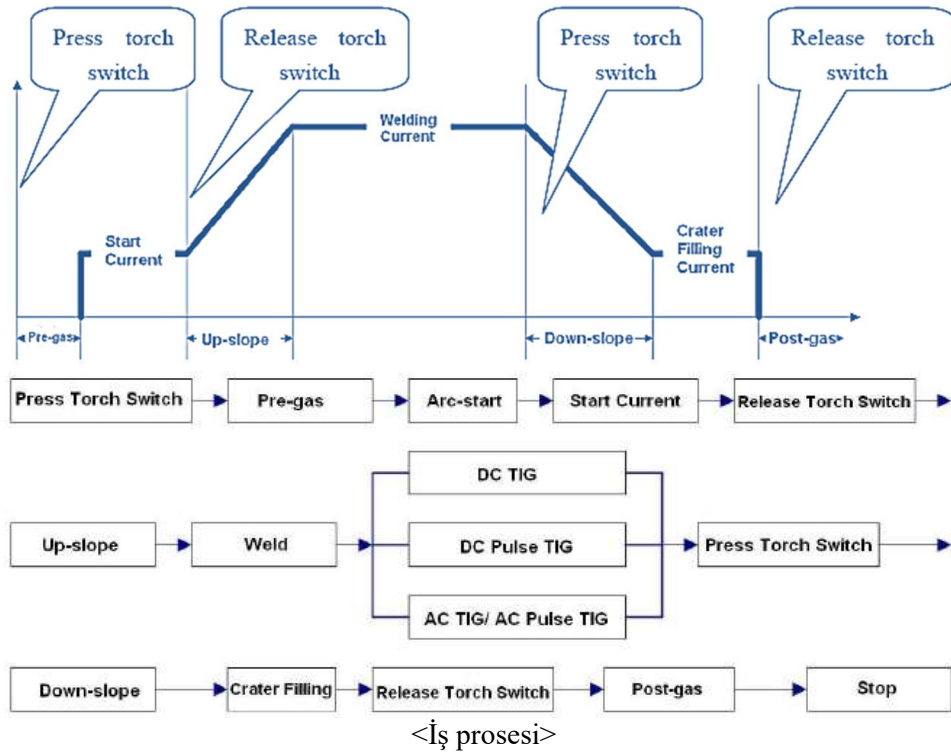 Press torch
switch
Release torch
switch
Press torch
switch
Release torch
switch
Welding
Current
Start
Current
Crater
Filling
Current
Pre-gas
Up-slope
Down-slope
Post-gas
Press Torch Switch
Pre-gas
Arc-start
Start Current
Release Torch Switch
DC TIG
Up-slope
Weld
DC Pulse TIG
Press Torch Switch
AC TIG/ AC Pulse TIG
Down-slope
Crater Filling
Release Torch Switch
Post-gas
Stop
<İş prosesi>